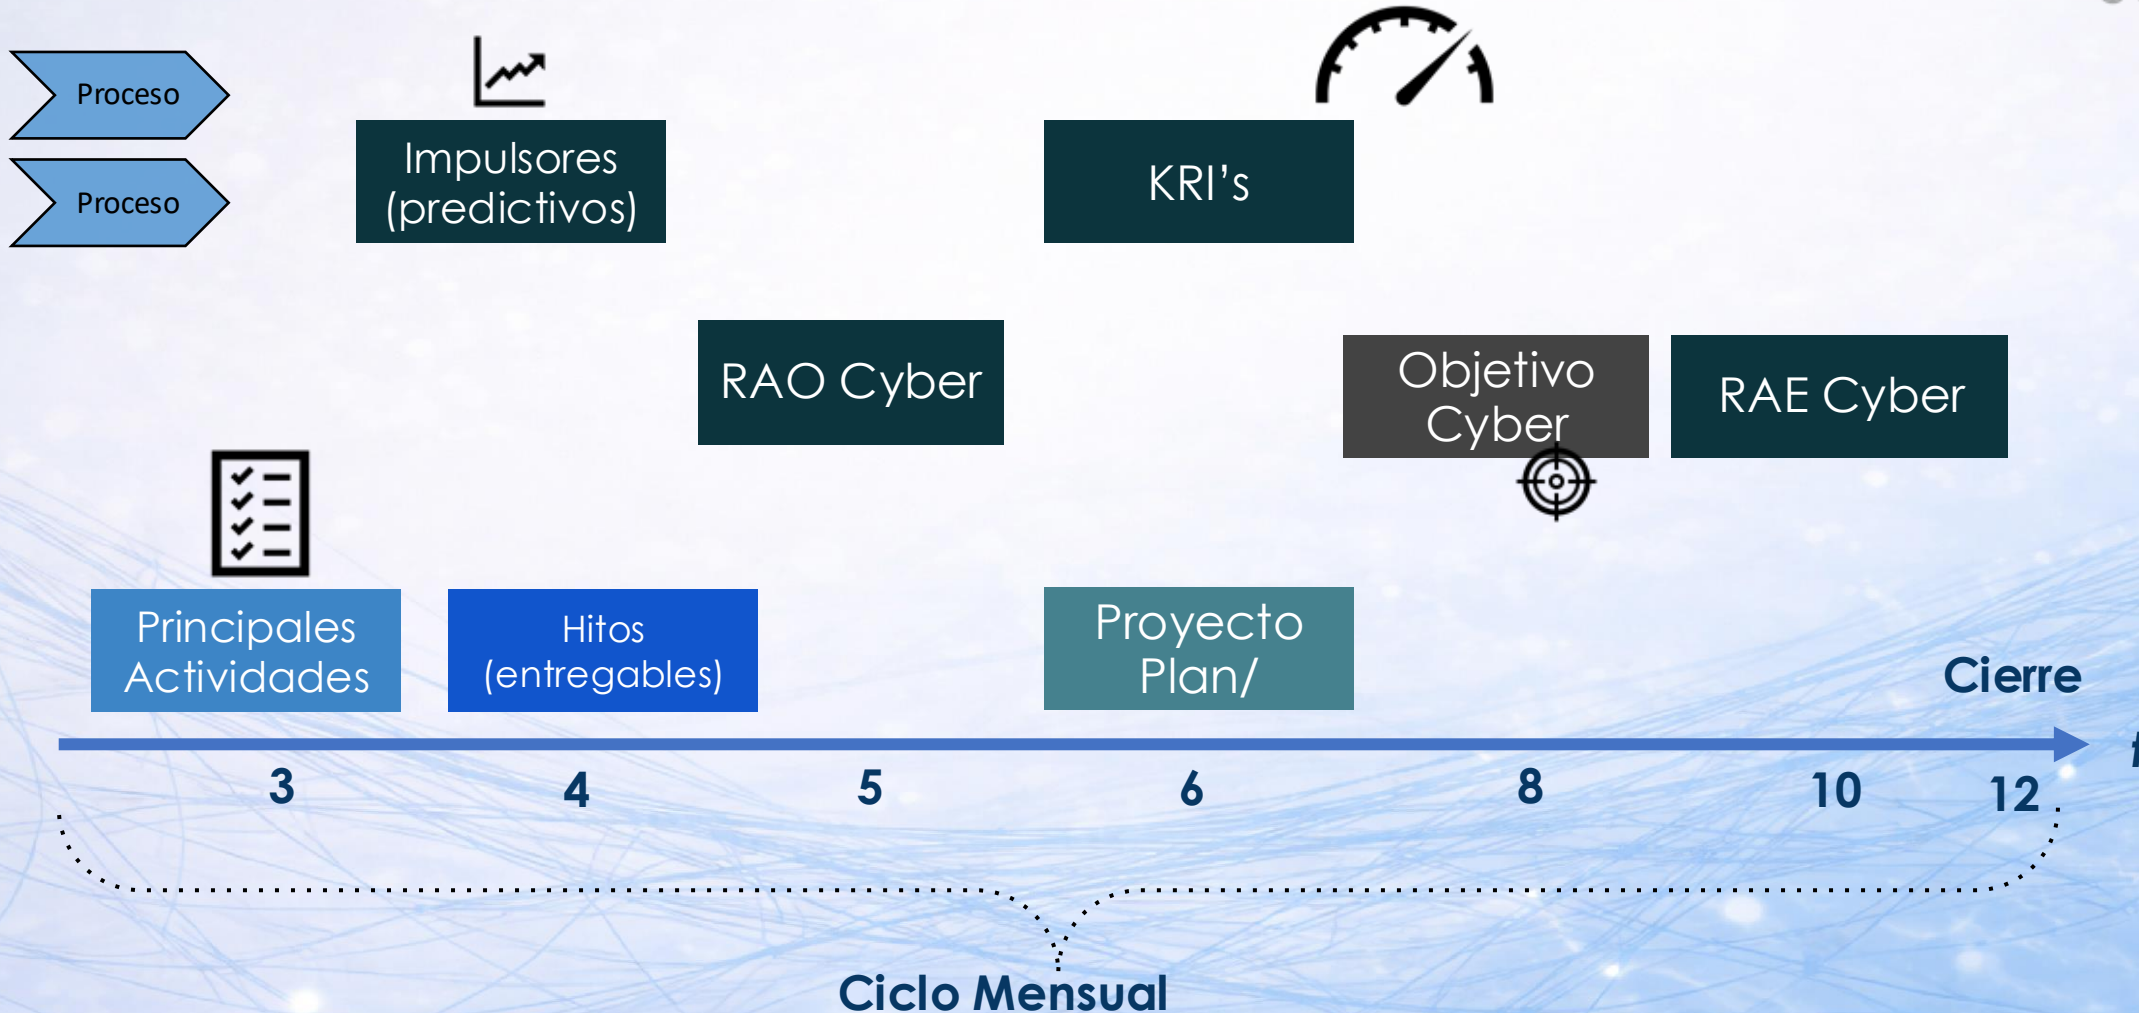 Proceso
Proceso
Impulsores
(predictivos)
KRI’s
RAO Cyber
Objetivo
Cyber
RAE Cyber
Principales
Actividades
Hitos
(entregables)
Proyecto
Plan/
Cierre
3
4
5
6
8
10
12
Ciclo Mensual